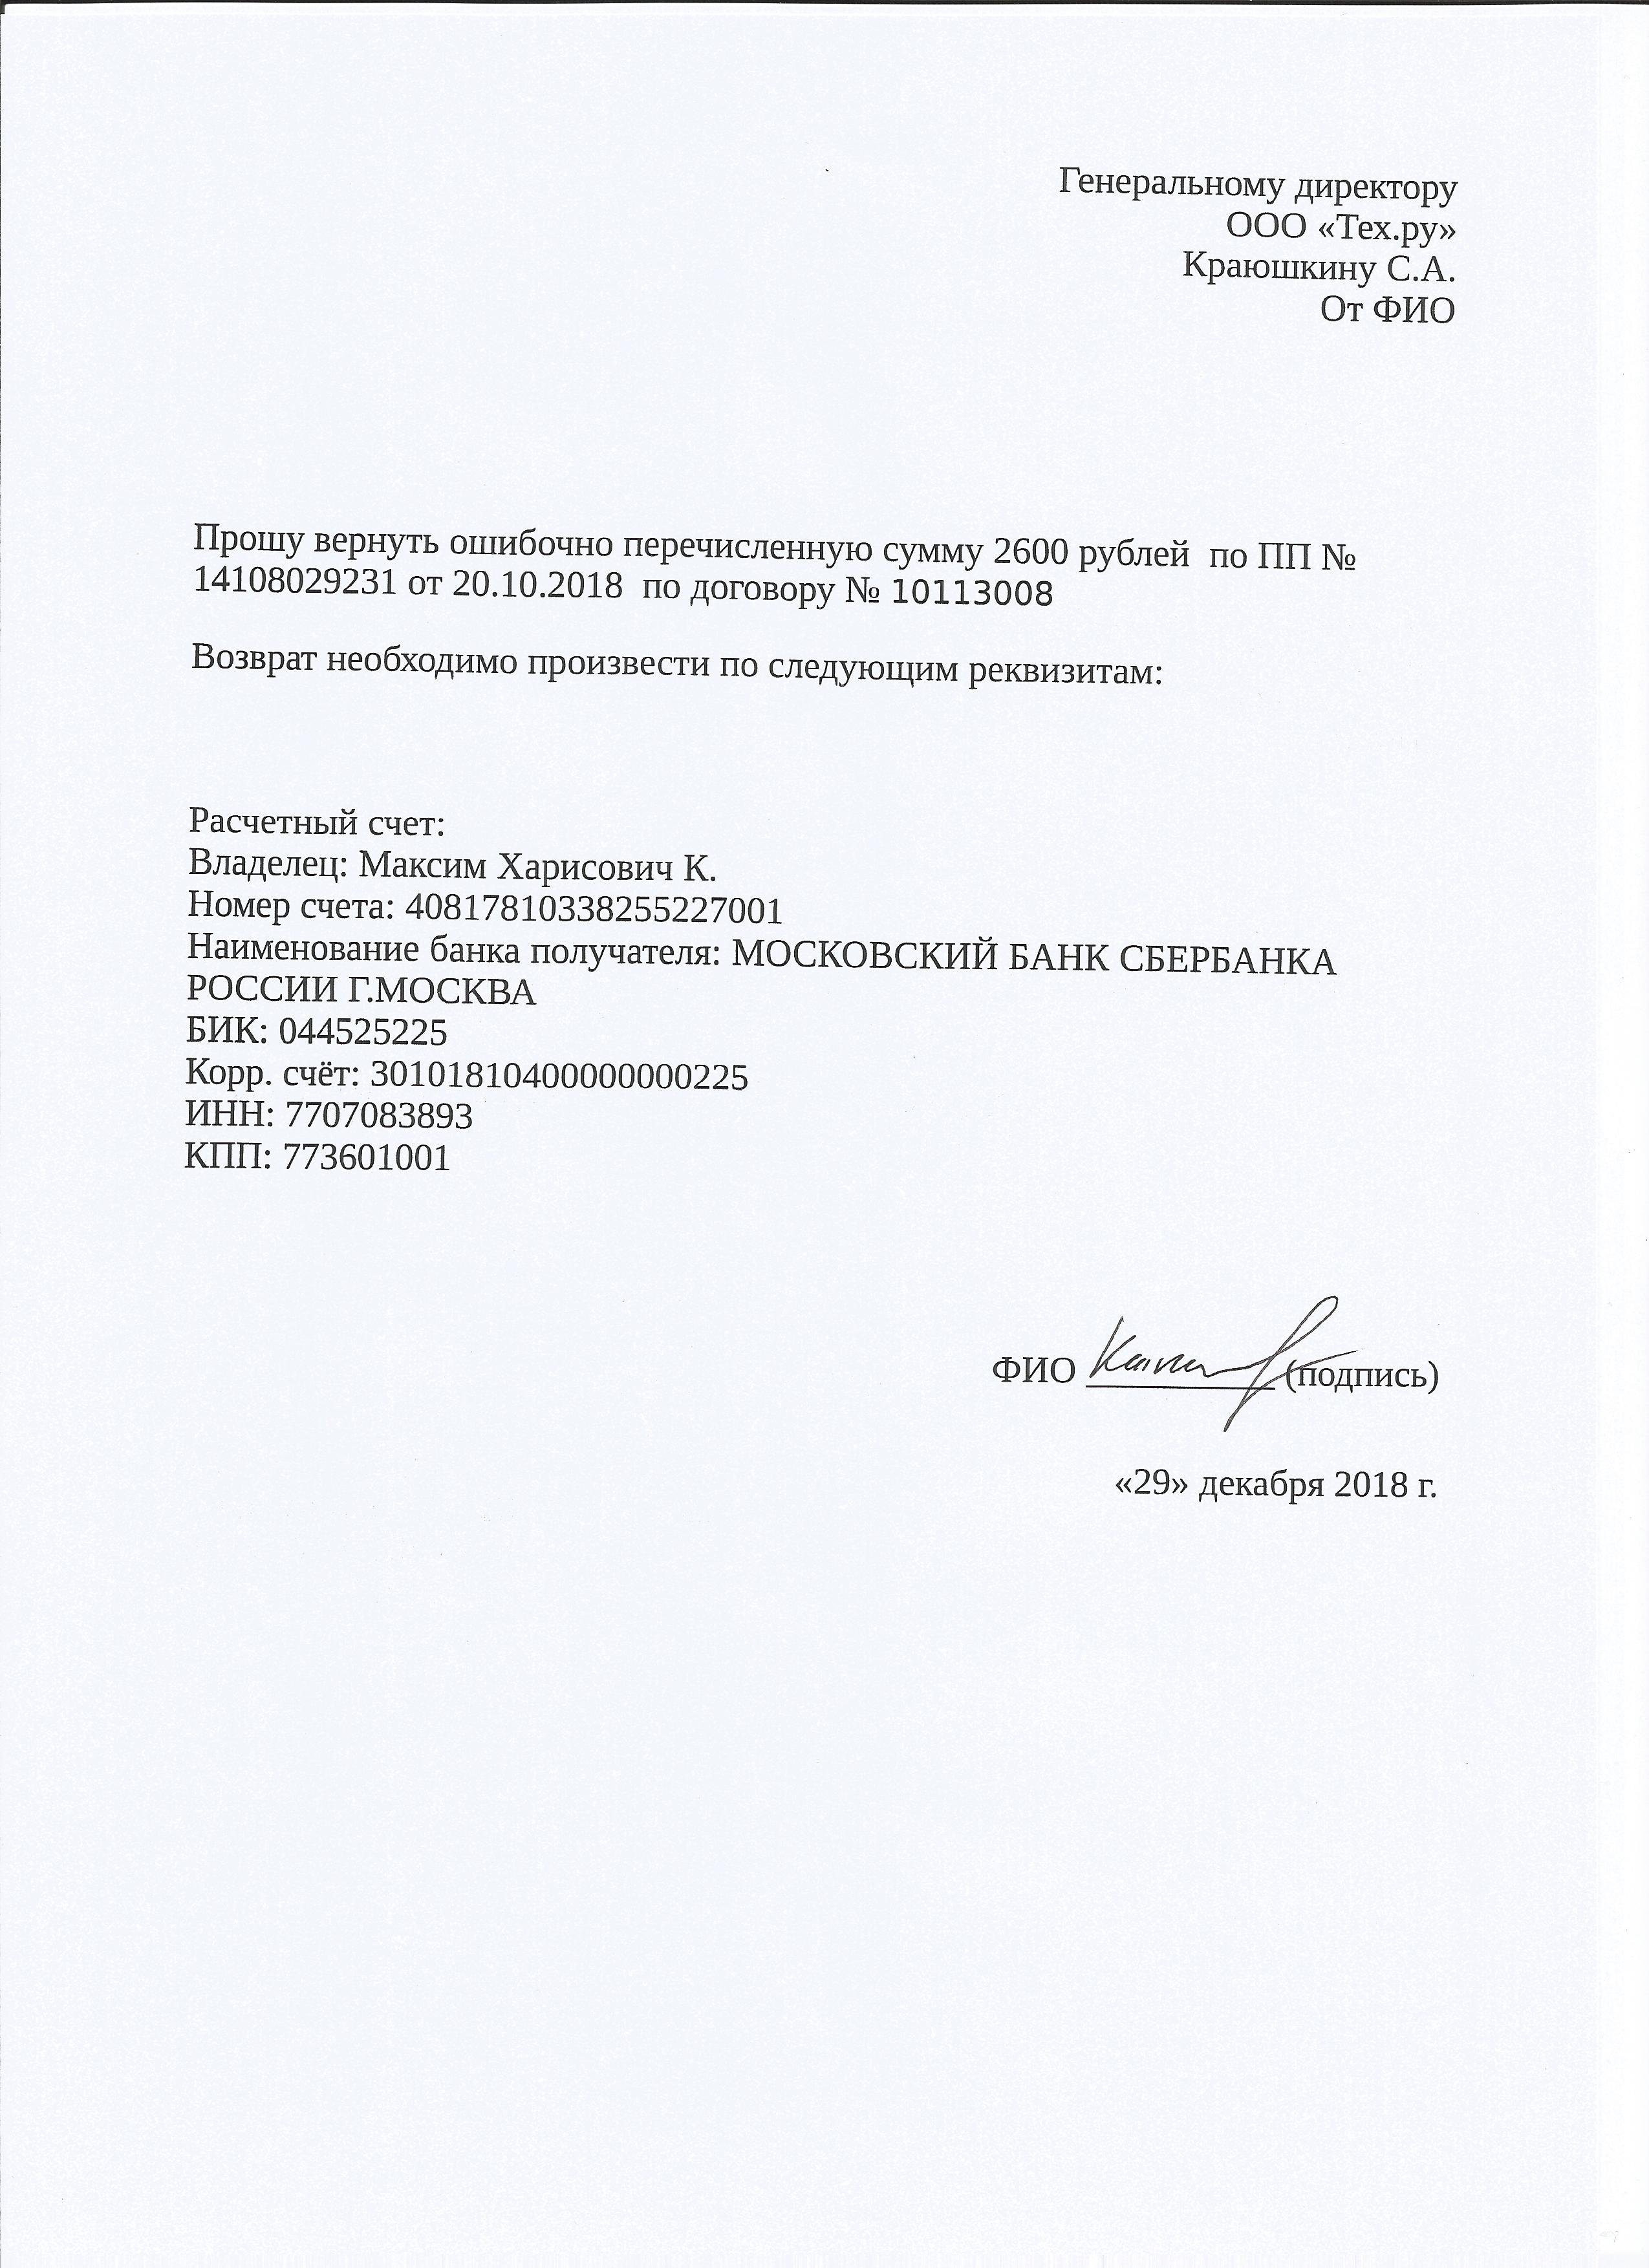 Генеральному директору
ООО «Тех.ру»
Краюшкину С.А.
От ФИО
Прошу вернуть ошибочно перечисленную сумму 2600 рублей  по ПП №
14108029231 от 20.10.2018  по договору № 10113008
Возврат необходимо произвести по следующим реквизитам:
Расчетный счет:
Владелец: Максим Харисович К.
Номер счета: 40817810338255227001
Наименование банка получателя: МОСКОВСКИЙ БАНК СБЕРБАНКА
РОССИИ Г.МОСКВА
БИК: 044525225
Корр. счёт: 30101810400000000225
ИНН: 7707083893
КПП: 773601001
ФИО (подпись)
«29» декабря 2018 г.